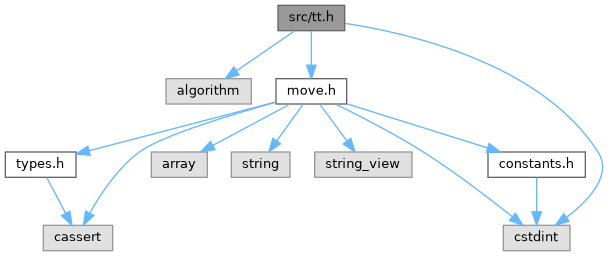 src/tt.h
algorithm
move.h
types.h
array
string
string_view
constants.h
cassert
cstdint